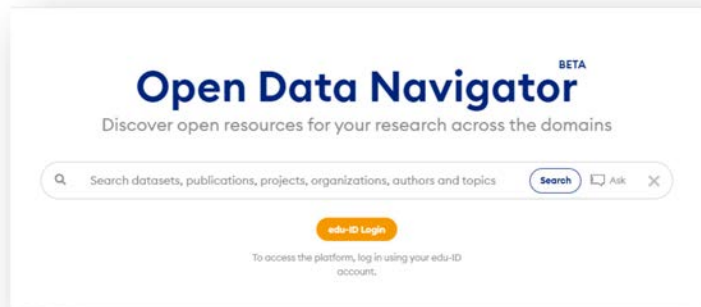 BETA
Open Data Navigator
Discover open resources for your research across the domains
Search datasets, publications, projects, organizations, authors and topics Search Ask
edu-ID Login
To access the platform, log in using your edu-ID
account.